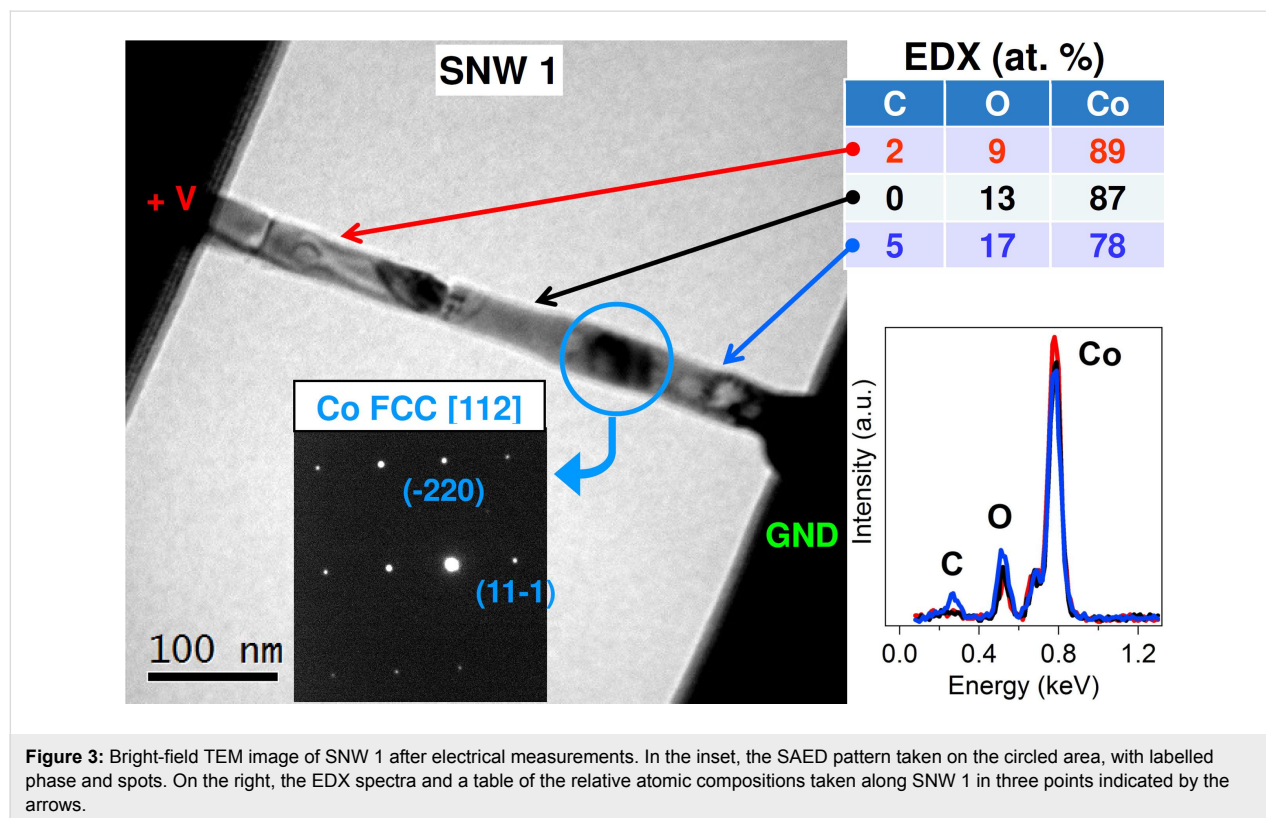 SNW 1
EDX (at. %)
C O Co
2 9 89
0 13 87
5 17 78
+ V
Co FCC [112]
(-220)
(11-1)
GND
100 nm
Co
O
C
Intensity (a.u.)
0.0 0.4 0.8 1.2
Energy (keV)
Figure 3: Bright-field TEM image of SNW 1 after electrical measurements. In the inset, the SAED pattern taken on the circled area, with labelled
phase and spots. On the right, the EDX spectra and a table of the relative atomic compositions taken along SNW 1 in three points indicated by the
arrows.